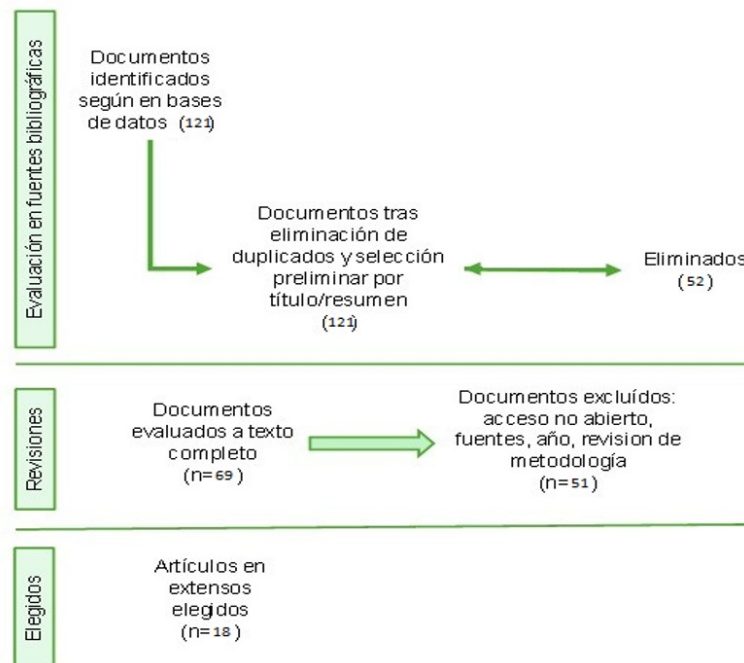 Evaluación en fuentes bibliográficas
Documentos
identificados
según en bases
de datos (121)
Documentos tras
eliminación de
duplicados y selección
preliminar por
título/resumen
(121)
Eliminados
(52)
Revisiones
Documentos
evaluados a texto
completo
(n=69)
Documentos excluídos:
acceso no abierto,
fuentes, año, revision de
metodología
(n=51)
Elegidos
Artículos en
extensos
elegidos
(n=18)